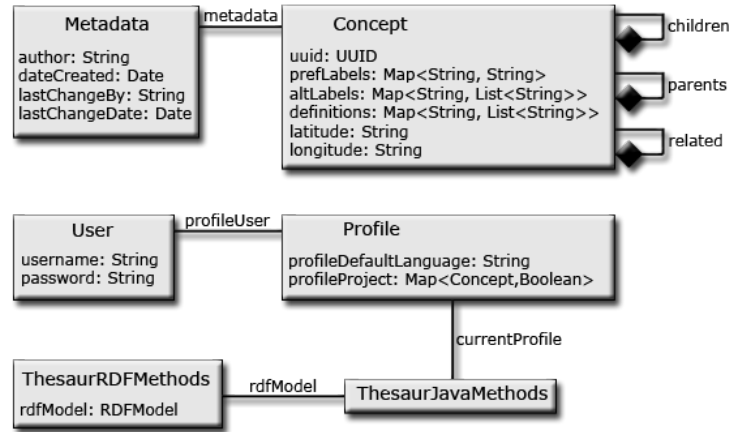 Metadata
author: String
dateCreated: Date
lastChangeBy: String
lastChangeDate: Date
metadata
Concept
uuid: UUID
prefLabels: Map<String, String>
altLabels: Map<String, List<String>>
definitions: Map<String, List<String>>
latitude: String
longitude: String
children
parents
related
User
username: String
password: String
profileUser
Profile
profileDefaultLanguage: String
profileProject: Map<Concept,Boolean>
currentProfile
ThesaurRDFMethods
rdfModel: RDFModel
rdfModel
ThesaurJavaMethods